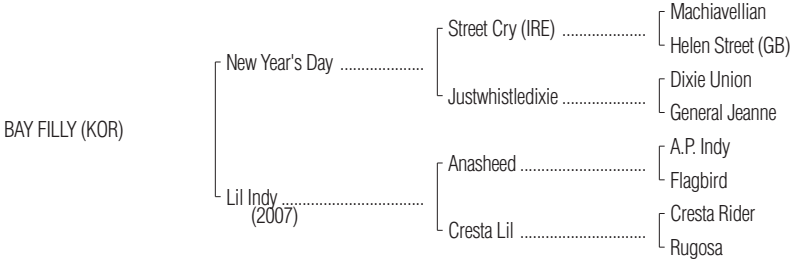 Machiavellian
Street Cry (IRE) ....................
Helen Street (GB)
New Year's Day ....................
Dixie Union
Justwhistledixie ....................
General Jeanne
BAY FILLY (KOR)
A.P. Indy
Anasheed ..............................
Flagbird
Lil Indy ..................................
(2007)
Cresta Rider
Cresta Lil ..............................
Rugosa